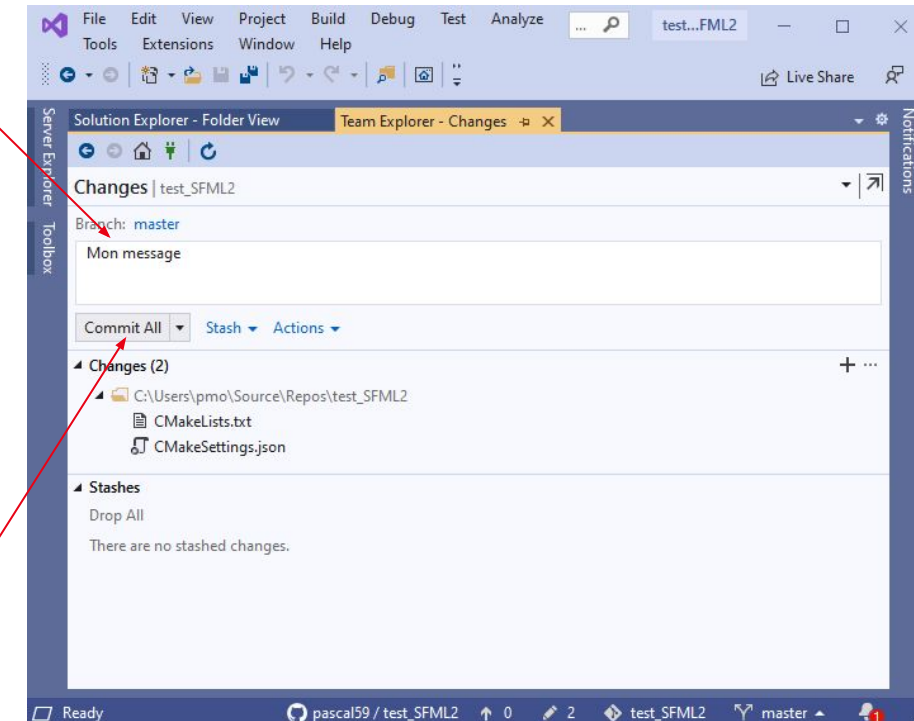 File Edit View Project Build Debug Test Analyze ... test...FML2
Tools Extensions Window Help
Live Share
Server Explorer
Toolbox
Notifications
Solution Explorer - Folder View Team Explorer - Changes
Changes | test_SFML2
Branch: master
Mon message
Commit All Stash Actions
Changes (2)
C:\Users\pmo\Source\Repos\test_SFML2
CMakeLists.txt
CMakeSettings.json
Stashes
Drop All
There are no stashed changes.
Ready pascal59 / test_SFML2 0 2 test_SFML2 master 1